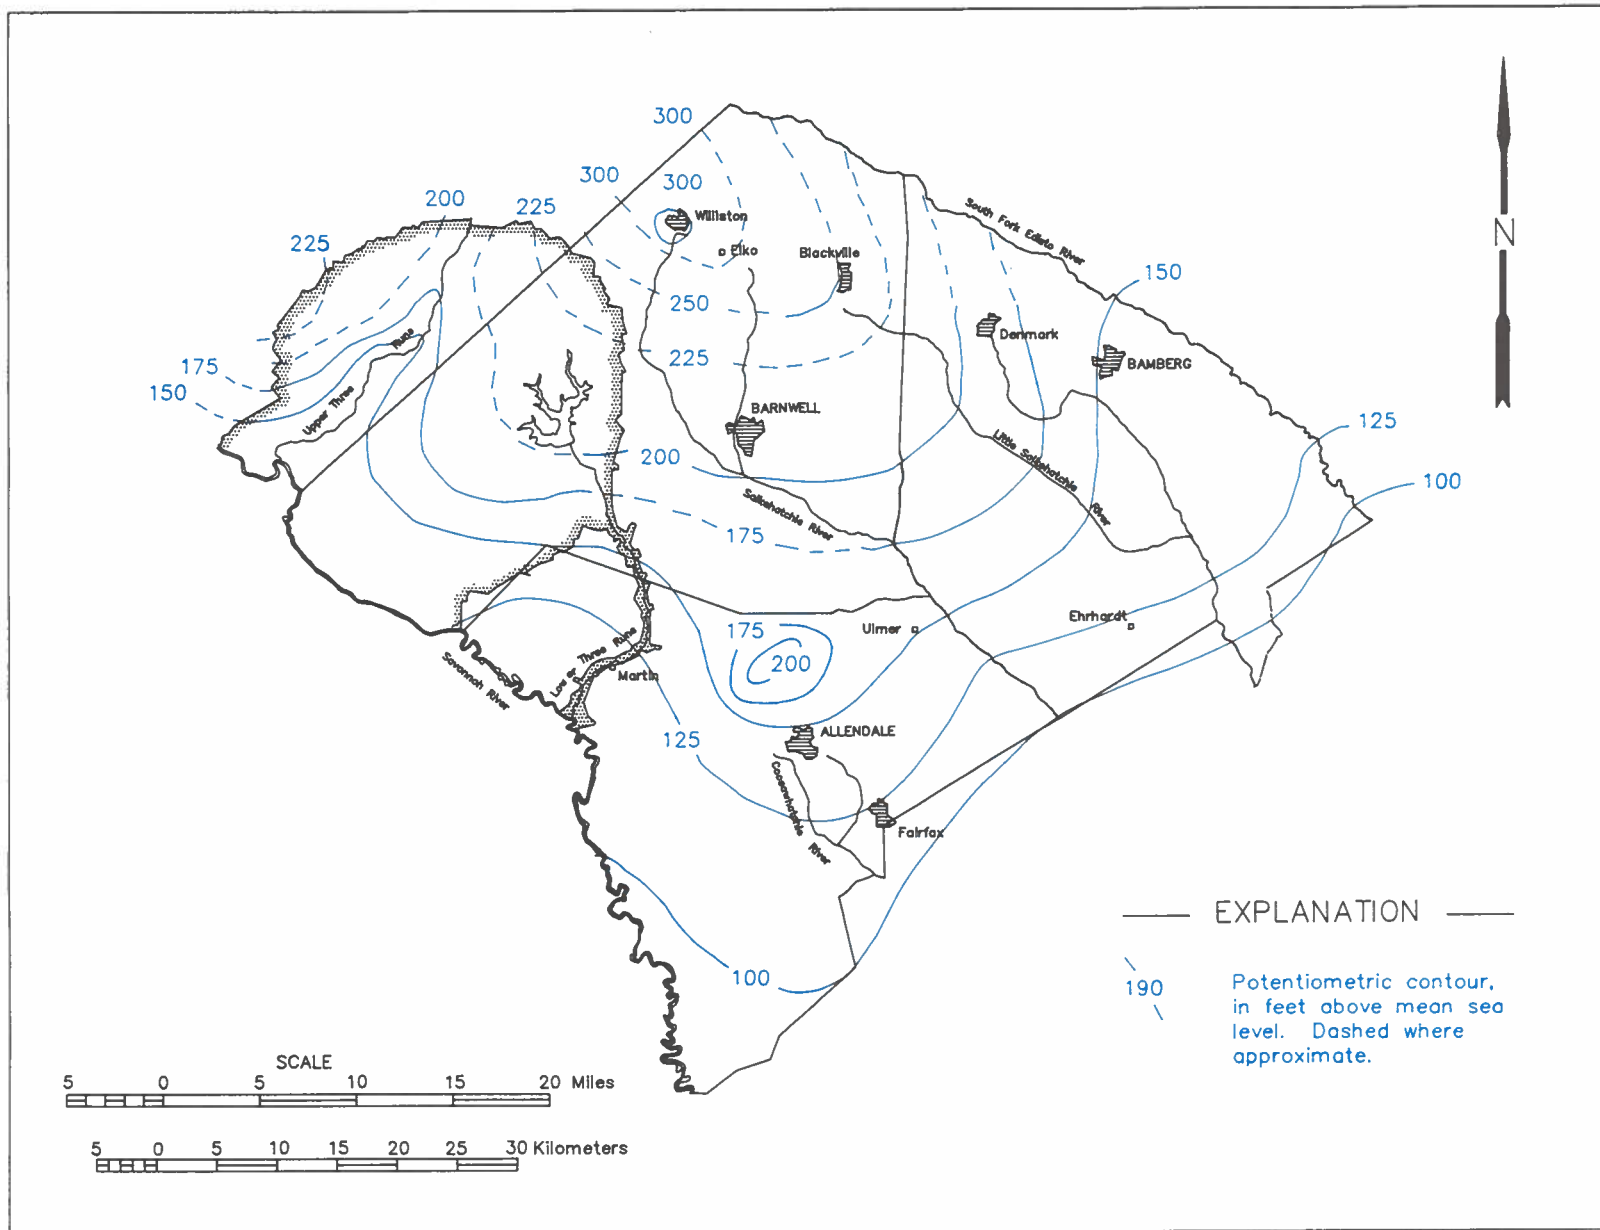 300
300
300
200
225
225
Williston
Elko
Blackville
South Fork Edisto River
N
150
250
Denmark
175
225
BAMBERG
150
Upper Three Runs
BARNWELL
125
200
Little Salkehatchie River
100
Salkehatchie River
175
175
Ulmer
Ehrhardt
200
Savannah River
Lower Three Runs
Martin
125
ALLENDALE
Coosawhatchie River
Fairfax
100
EXPLANATION
190
Potentiometric contour,
in feet above mean sea
level. Dashed where
approximate.
SCALE
5 0 5 10 15 20 Miles
5 0 5 10 15 20 25 30 Kilometers